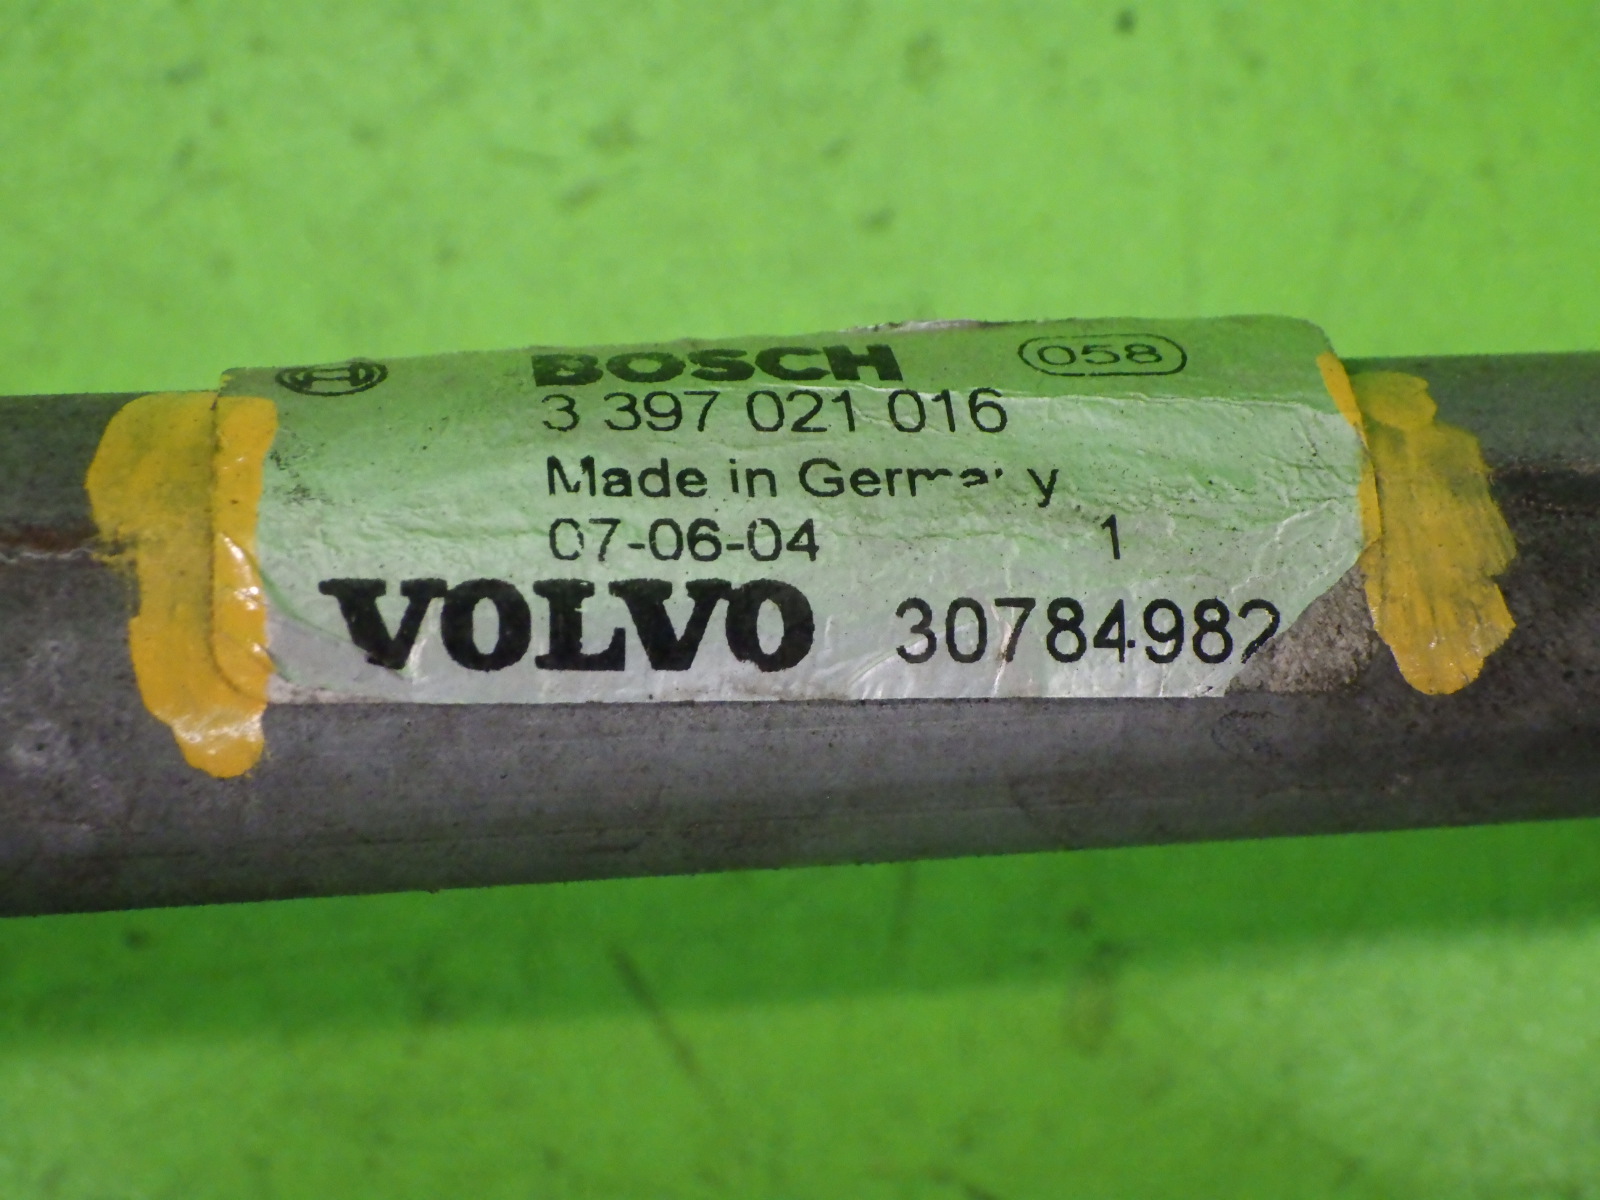 BOSCH 058
3 397 021 016
Made in Germany
07-06-04 1
VOLVO 30784982